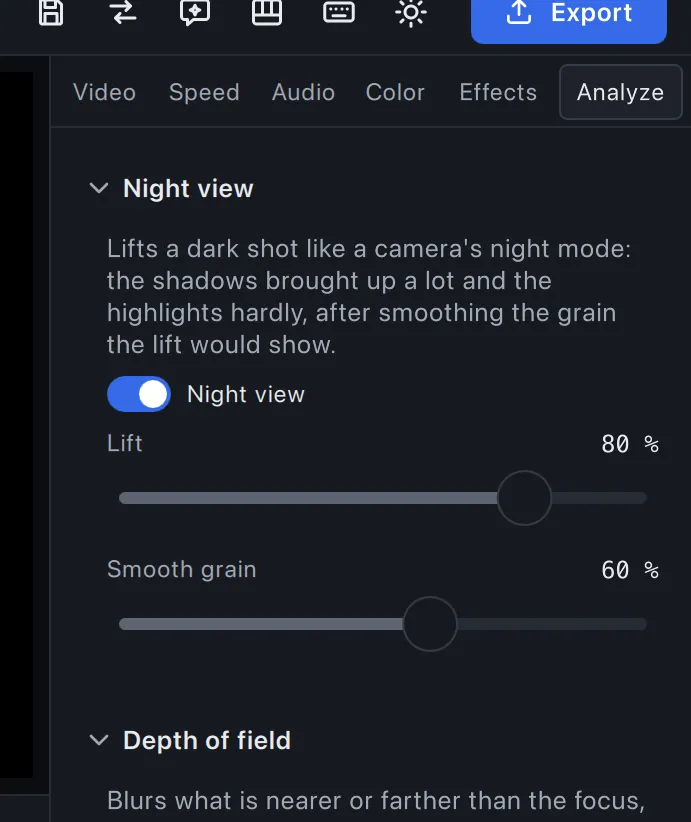 Export
Video Speed Audio Color Effects Analyze
Night view
Lifts a dark shot like a camera's night mode:
the shadows brought up a lot and the
highlights hardly, after smoothing the grain
the lift would show.
Night view
Lift 80 %
Smooth grain 60 %
Depth of field
Blurs what is nearer or farther than the focus,